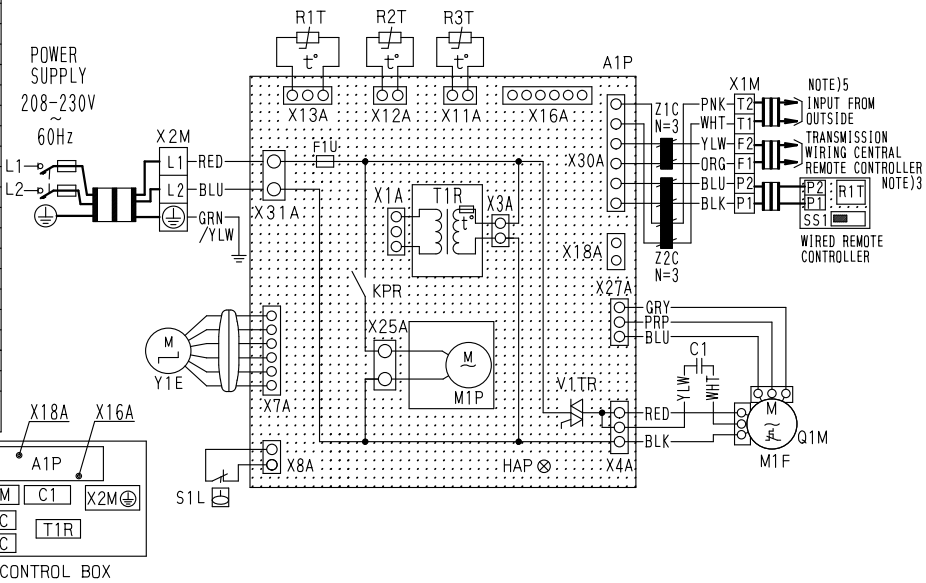 R1T
R2T
R3T
t°
t°
t°
POWER
SUPPLY
208-230V
~
60Hz
A1P
X13A
X12A
X11A
X16A
X1M
NOTE)5
INPUT FROM
OUTSIDE
TRANSMISSION
WIRING CENTRAL
REMOTE CONTROLLER
NOTE)3
Z1C
N=3
PNK
T2
WHT
T1
YLW
F2
ORG
F1
BLU
P2
BLK
P1
P2
P1
R1T
SS1
WIRED REMOTE
CONTROLLER
X2M
L1
L1
RED
L2
L2
BLU
GRN
/YLW
F1U
X30A
X31A
X1A
T1R
X3A
t°
X18A
Z2C
N=3
KPR
X27A
GRY
PRP
BLU
X25A
M
~
M1P
M
Y1E
X7A
C1
YLW
WHT
V1TR
RED
BLK
M
~
Q1M
M1F
X4A
HAP
X8A
S1L
X18A
X16A
A1P
M
C1
X2M
C
T1R
C
CONTROL BOX